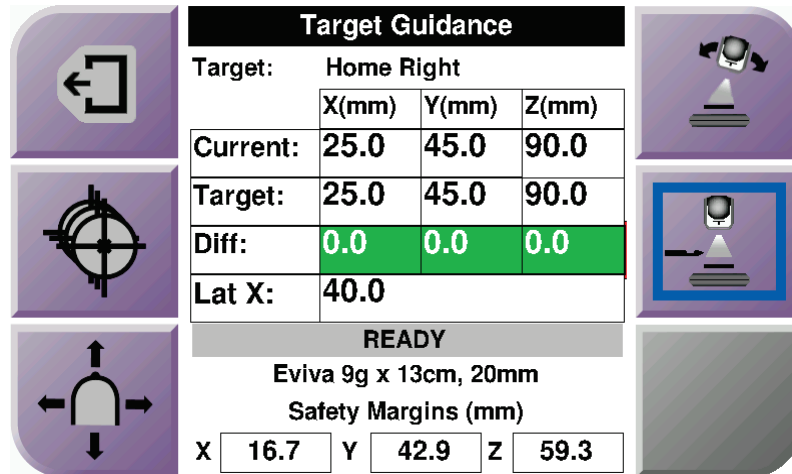 Target Guidance
Target: Home Right
X(mm) Y(mm) Z(mm)
Current: 25.0 45.0 90.0
Target: 25.0 45.0 90.0
Diff: 0.0 0.0 0.0
Lat X: 40.0
READY
Eviva 9g x 13cm, 20mm
Safety Margins (mm)
X 16.7 Y 42.9 Z 59.3